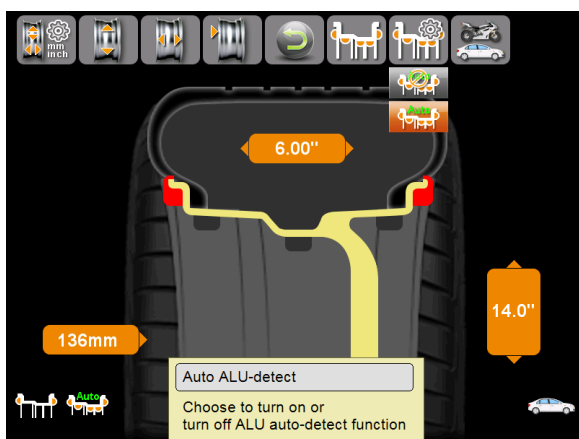 mm
inch
Auto
6.00"
14.0"
136mm
Auto ALU-detect
Choose to turn on or
turn off ALU auto-detect function
Auto